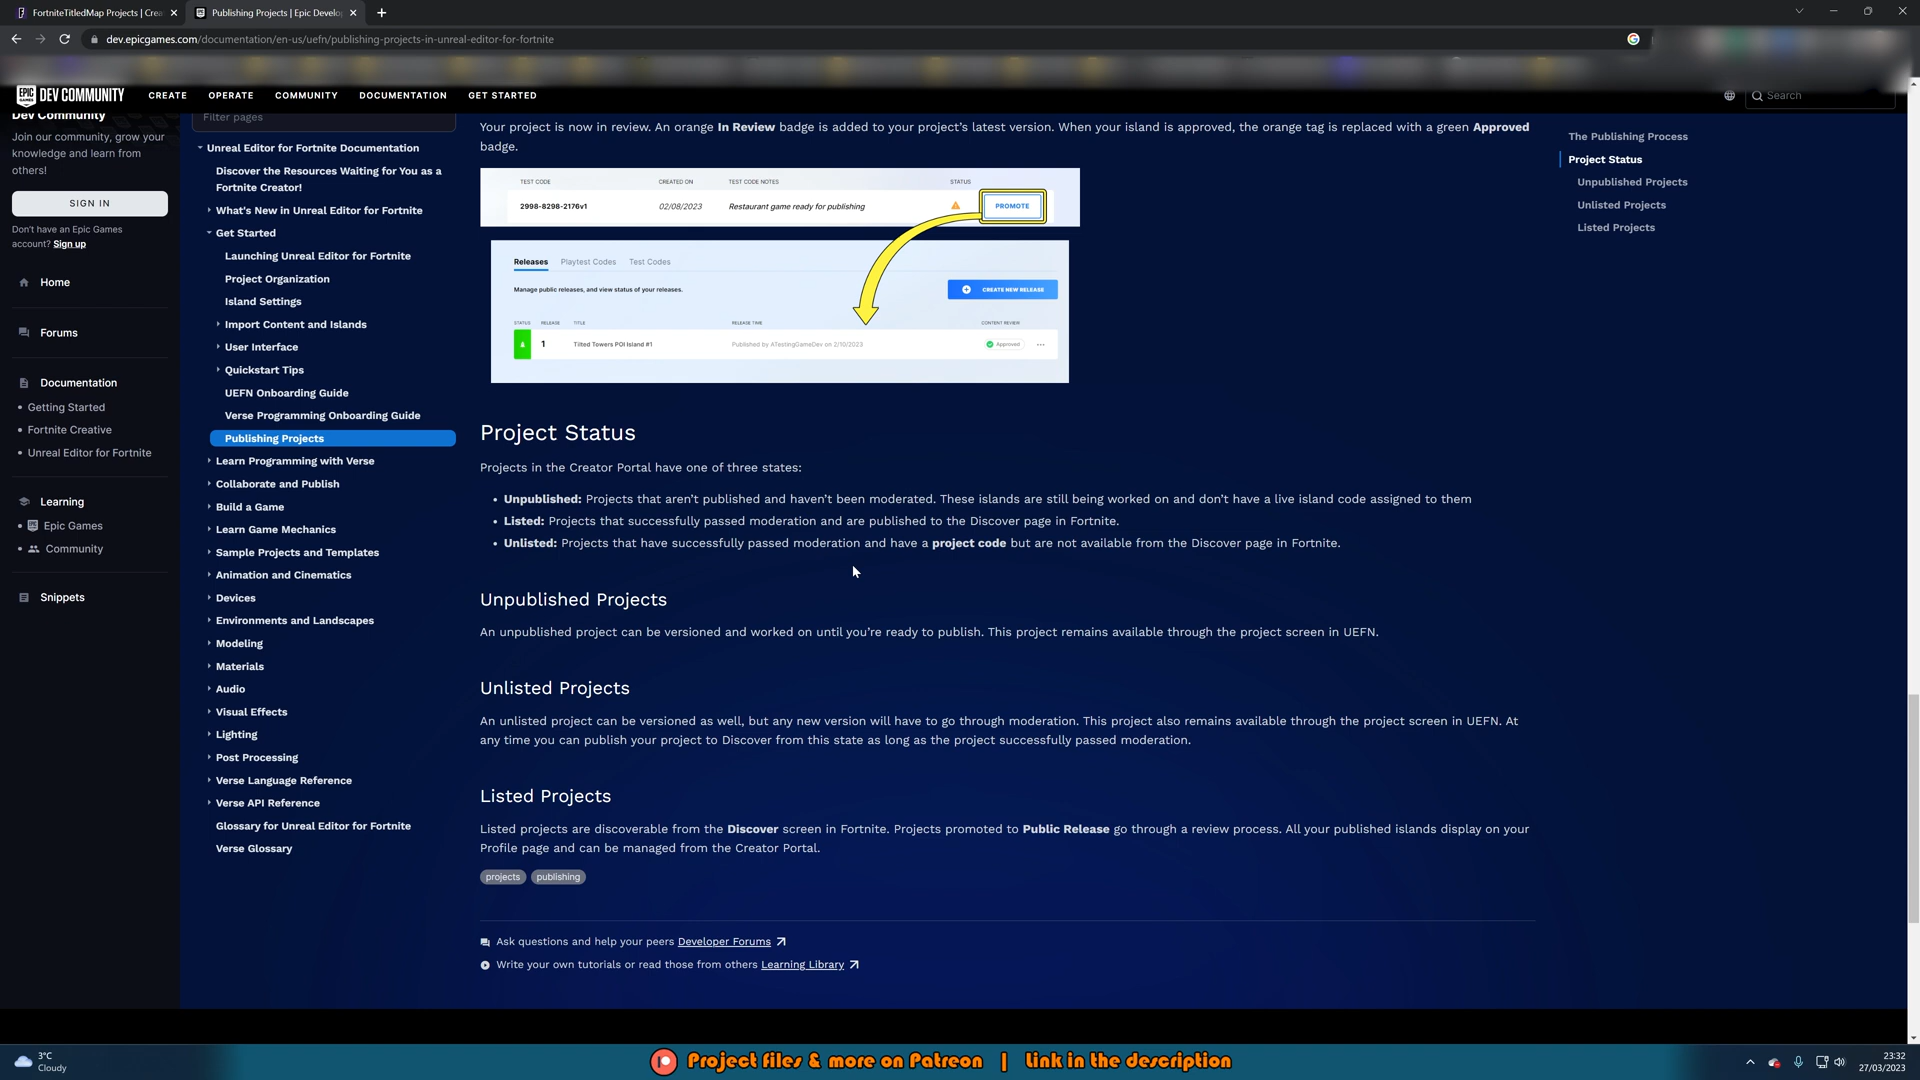 FortniteTitledMap Projects | Crea
Publishing Projects | Epic Develop
dev.epicgames.com/documentation/en-us/uefn/publishing-projects-in-unreal-editor-for-fortnite
EPIC GAMES DEV COMMUNITY
CREATE
OPERATE
COMMUNITY
DOCUMENTATION
GET STARTED
Search
Dev Community
Join our community, grow your
knowledge and learn from
others!
SIGN IN
Don't have an Epic Games
account? Sign up
Home
Forums
Documentation
Getting Started
Fortnite Creative
Unreal Editor for Fortnite
Learning
Epic Games
Community
Snippets
Filter pages
Unreal Editor for Fortnite Documentation
Discover the Resources Waiting for You as a
Fortnite Creator!
What's New in Unreal Editor for Fortnite
Get Started
Launching Unreal Editor for Fortnite
Project Organization
Island Settings
Import Content and Islands
User Interface
Quickstart Tips
UEFN Onboarding Guide
Verse Programming Onboarding Guide
Publishing Projects
Learn Programming with Verse
Collaborate and Publish
Build a Game
Learn Game Mechanics
Sample Projects and Templates
Animation and Cinematics
Devices
Environments and Landscapes
Modeling
Materials
Audio
Visual Effects
Lighting
Post Processing
Verse Language Reference
Verse API Reference
Glossary for Unreal Editor for Fortnite
Verse Glossary
Your project is now in review. An orange In Review badge is added to your project's latest version. When your island is approved, the orange tag is replaced with a green Approved
badge.
TEST CODE CREATED ON TEST CODE NOTES STATUS
2998-8298-2176v1 02/08/2023 Restaurant game ready for publishing PROMOTE
Releases Playtest Codes Test Codes
Manage public releases, and view status of your releases. CREATE NEW RELEASE
STATUS RELEASE TITLE RELEASE TIME CONTENT REVIEW
1 Tilted Towers POI Island #1 Published by ATestingGameDev on 2/10/2023 Approved ...
Project Status
Projects in the Creator Portal have one of three states:
• Unpublished: Projects that aren't published and haven't been moderated. These islands are still being worked on and don't have a live island code assigned to them
• Listed: Projects that successfully passed moderation and are published to the Discover page in Fortnite.
• Unlisted: Projects that have successfully passed moderation and have a project code but are not available from the Discover page in Fortnite.
Unpublished Projects
An unpublished project can be versioned and worked on until you're ready to publish. This project remains available through the project screen in UEFN.
Unlisted Projects
An unlisted project can be versioned as well, but any new version will have to go through moderation. This project also remains available through the project screen in UEFN. At
any time you can publish your project to Discover from this state as long as the project successfully passed moderation.
Listed Projects
Listed projects are discoverable from the Discover screen in Fortnite. Projects promoted to Public Release go through a review process. All your published islands display on your
Profile page and can be managed from the Creator Portal.
projects publishing
Ask questions and help your peers Developer Forums
Write your own tutorials or read those from others Learning Library
The Publishing Process
Project Status
Unpublished Projects
Unlisted Projects
Listed Projects
3°C
Cloudy
Project files & more on Patreon | Link in the description
23:32
27/03/2023